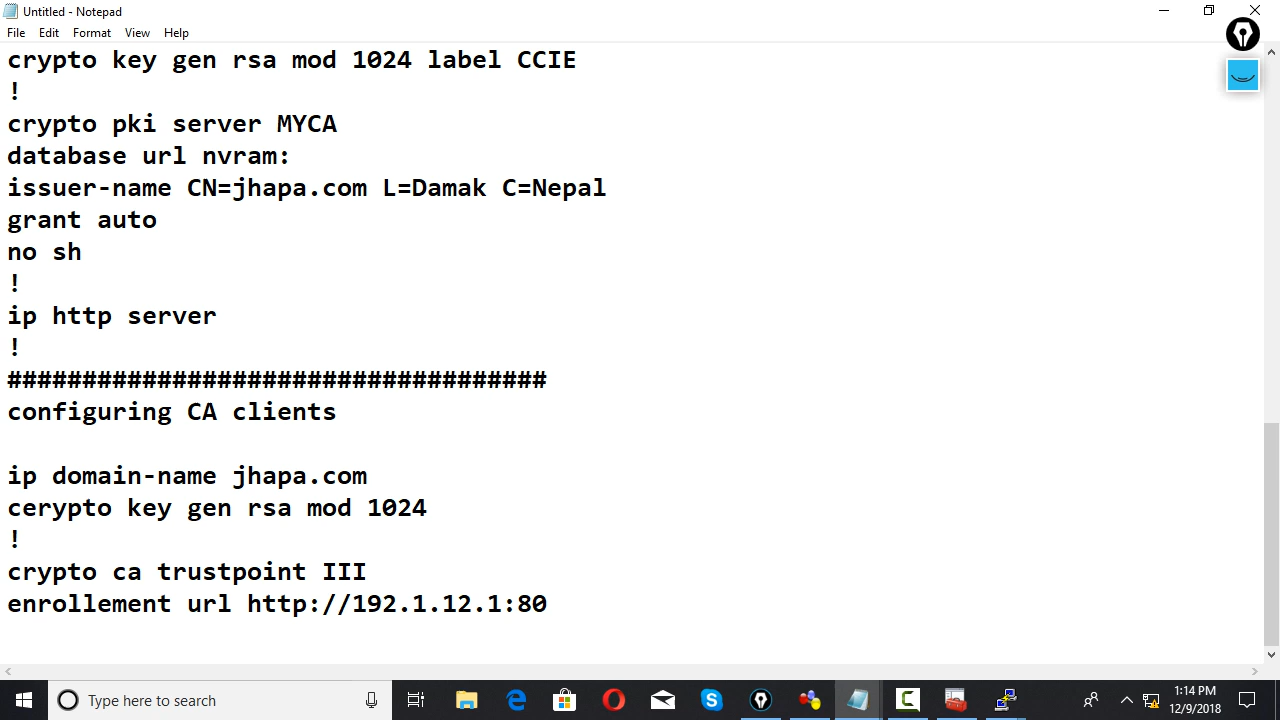 Untitled - Notepad
File Edit Format View Help
crypto key gen rsa mod 1024 label CCIE
!
crypto pki server MYCA
database url nvram:
issuer-name CN=jhapa.com L=Damak C=Nepal
grant auto
no sh
!
ip http server
!
####################################
configuring CA clients
ip domain-name jhapa.com
cerypto key gen rsa mod 1024
!
crypto ca trustpoint III
enrollement url http://192.1.12.1:80
Type here to search
1:14 PM
12/9/2018